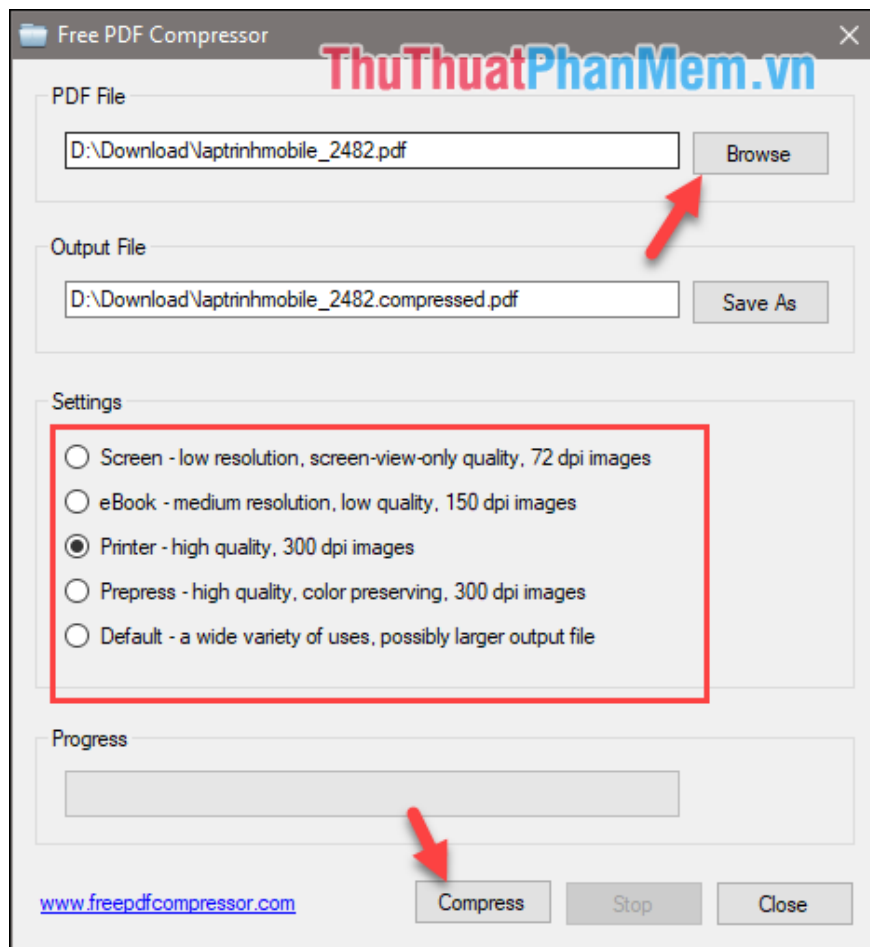 Free PDF Compressor
ThuThuatPhanMem.vn
PDF File
D:\Download\laptrinhmobile_2482.pdf
Browse
Output File
D:\Download\laptrinhmobile_2482.compressed.pdf
Save As
Settings
Screen - low resolution, screen-view-only quality, 72 dpi images
eBook - medium resolution, low quality, 150 dpi images
Printer - high quality, 300 dpi images
Prepress - high quality, color preserving, 300 dpi images
Default - a wide variety of uses, possibly larger output file
Progress
www.freepdfcompressor.com
Compress
Stop
Close